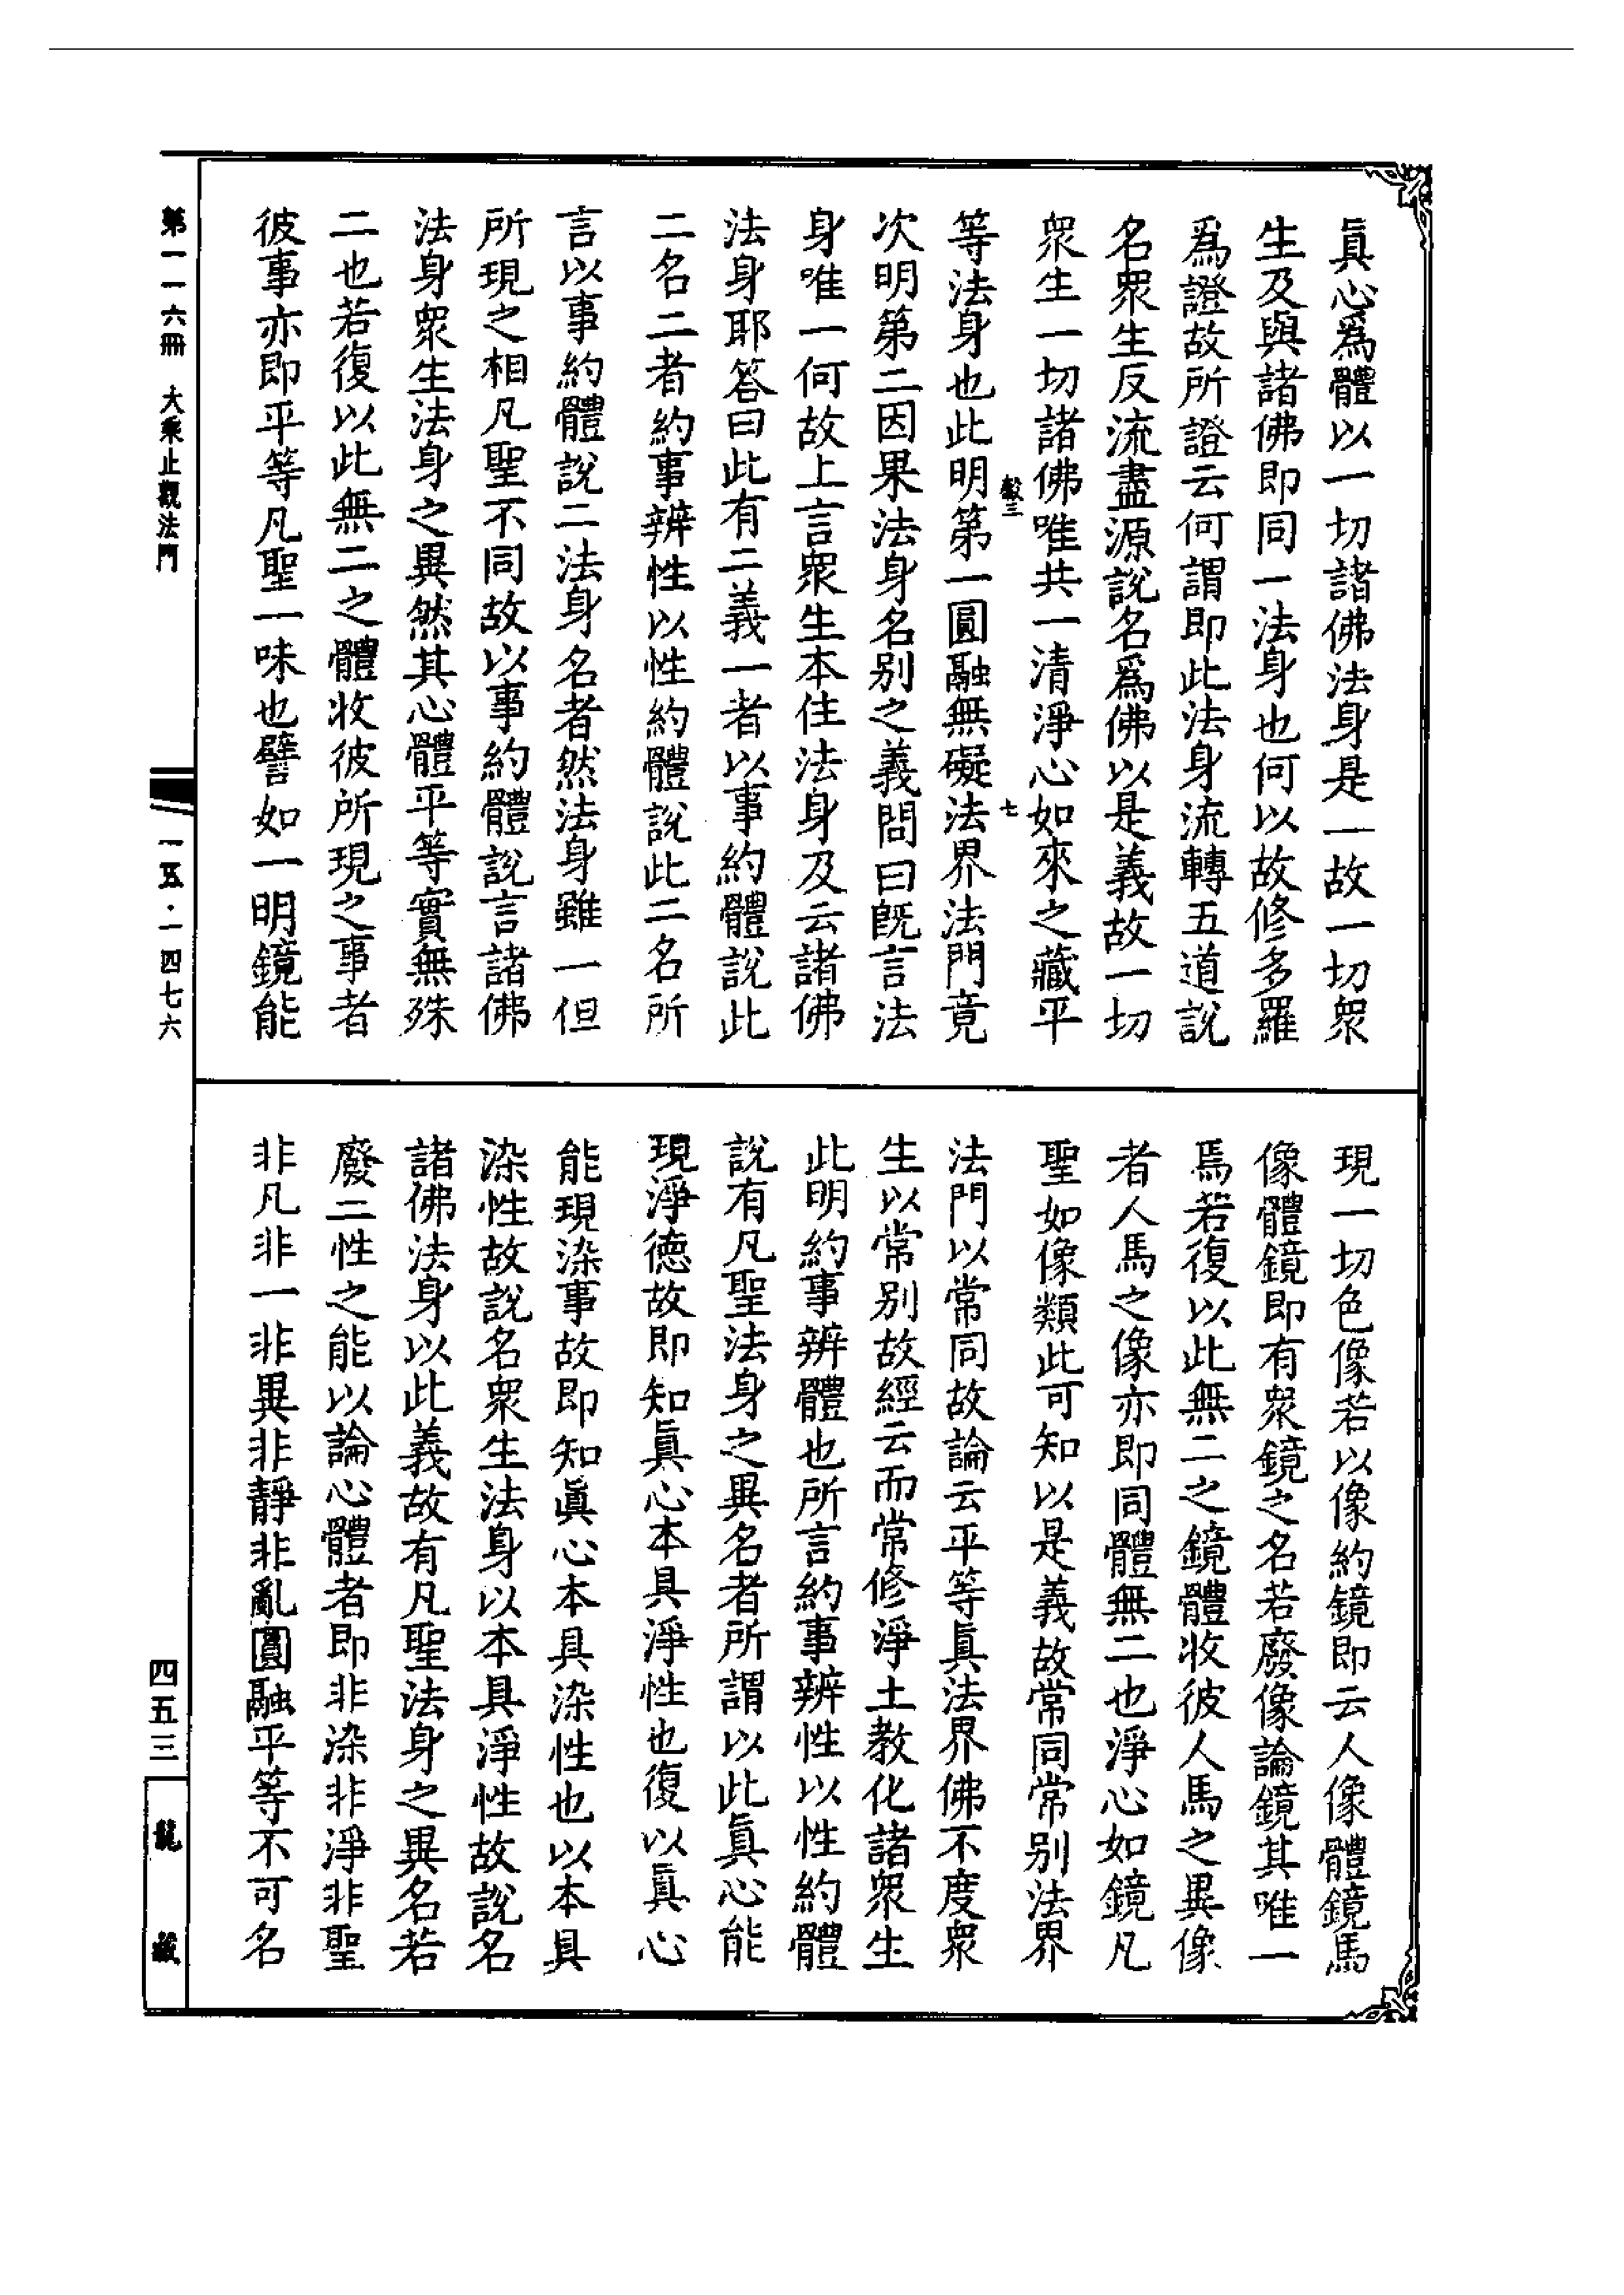 眞心爲體以一切諸佛法身是一故一切衆
生及與諸佛即同一法身也何以故修多羅
爲證故所證云何謂即此法身流轉五道說
名衆生反流盡源說名爲佛以是義故一切
衆生一切諸佛唯共一清淨心如來之藏平
㲉三 七
等法身也此明第一圓融無礙法界法門竟
次明第二因果法身名別之義問曰旣言法
身唯一何故上言衆生本住法身及云諸佛
法身耶答曰此有二義一者以事約體說此
二名二者約事辨性以性約體說此二名所
言以事約體說二法身名者然法身雖一但
所現之相凡聖不同故以事約體說言諸佛
法身衆生法身之異然其心體平等實無殊
二也若復以此無二之體收彼所現之事者
彼事亦即平等凡聖一味也譬如一明鏡能
現一切色像若以像約鏡即云人像體鏡馬
像體鏡即有衆鏡之名若廢像論鏡其唯一
焉若復以此無二之鏡體收彼人馬之異像
者人馬之像亦即同體無二也淨心如鏡凡
聖如像類此可知以是義故常同常別法界
法門以常同故論云平等眞法界佛不度衆
生以常別故經云而常修淨土教化諸衆生
此明約事辨體也所言約事辨性以性約體
說有凡聖法身之異名者所謂以此眞心能
現淨德故即知眞心本具淨性也復以眞心
能現染事故即知眞心本具染性也以本具
染性故說名衆生法身以本具淨性故說名
諸佛法身以此義故有凡聖法身之異名若
廢二性之能以論心體者即非染非淨非聖
非凡非一非異非靜非亂圓融平等不可名
第一一六冊 大乘止觀法門
一五・一四七六
四五三
龍藏